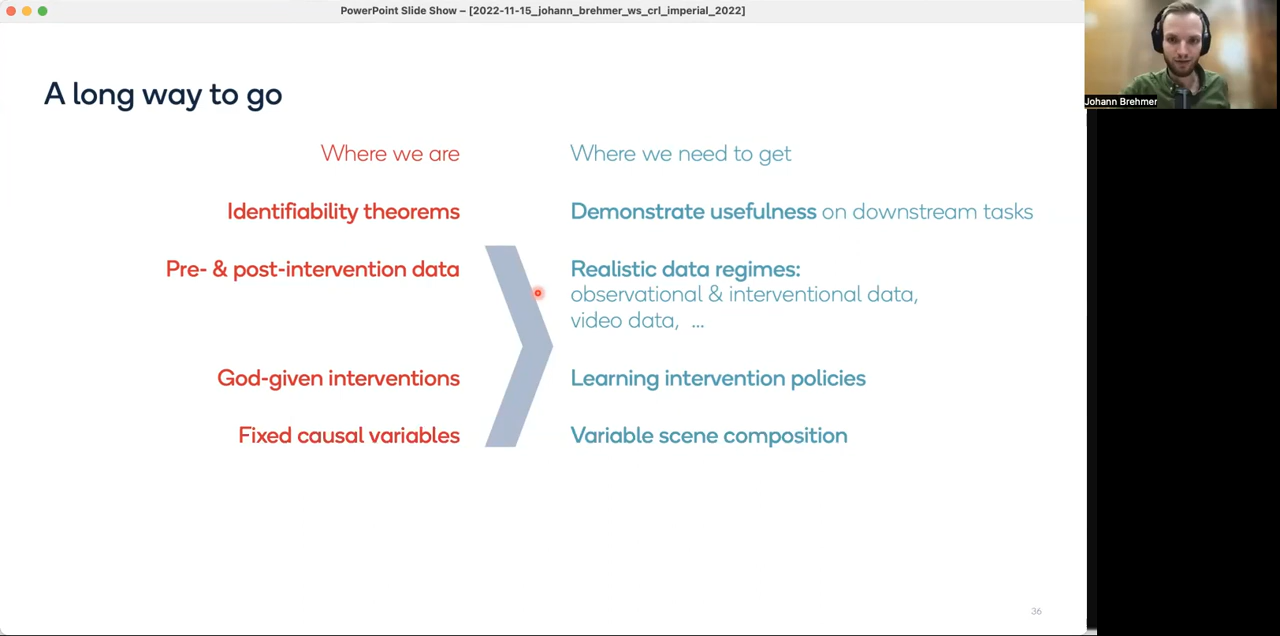 PowerPoint Slide Show – [2022-11-15_johann_brehmer_ws_crl_imperial_2022]
A long way to go
Where we are
Where we need to get
Identifiability theorems
Demonstrate usefulness on downstream tasks
Pre- & post-intervention data
Realistic data regimes:
observational & interventional data,
video data, ...
God-given interventions
Learning intervention policies
Fixed causal variables
Variable scene composition
36
Johann Brehmer